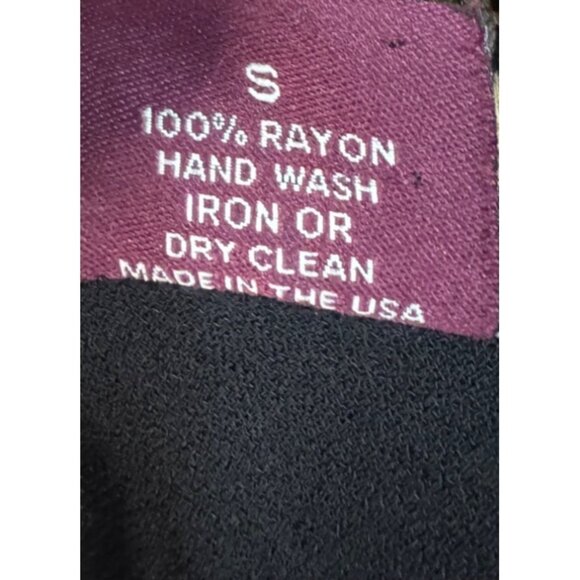 S
100% RAYON
HAND WASH
IRON OR
DRY CLEAN
MADE IN THE USA